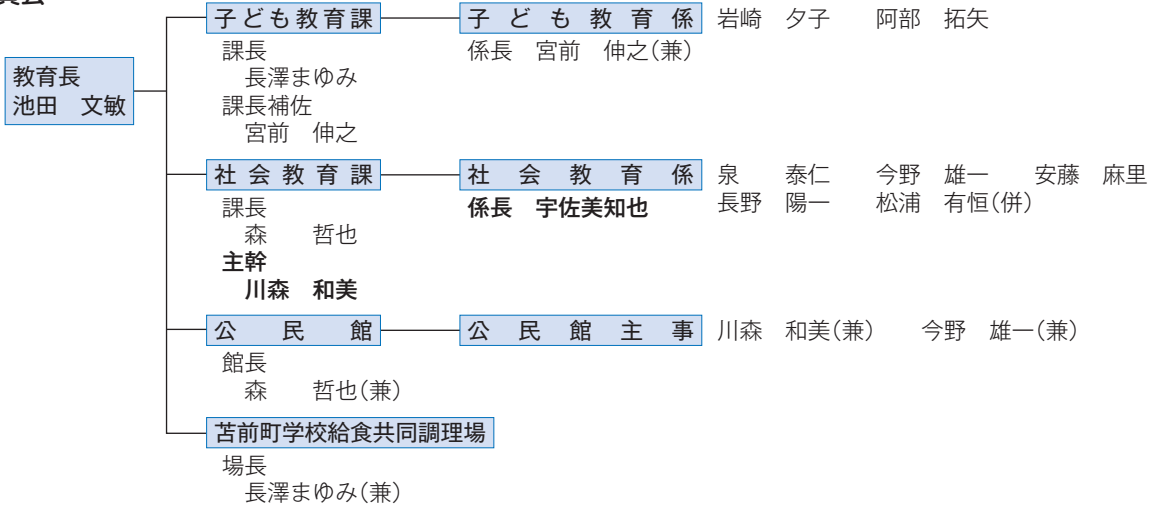 教育長
池田　文敏
子ども教育課
課長
長澤まゆみ
課長補佐
宮前　伸之
子ども教育係　岩崎　夕子　阿部　拓矢
係長　宮前　伸之(兼)
社会教育課
課長
森　哲也
主幹
川森　和美
社会教育係　泉　泰仁　今野　雄一　安藤　麻里
係長　宇佐美知也　長野　陽一　松浦　有恒(併)
公民館
館長
森　哲也(兼)
公民館主事　川森　和美(兼)　今野　雄一(兼)
苫前町学校給食共同調理場
場長
長澤まゆみ(兼)